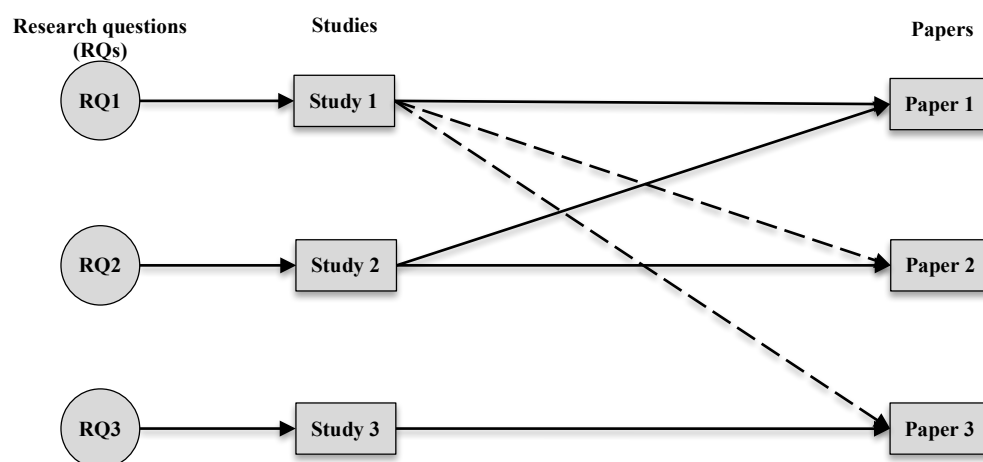 Research questions
(RQs)
Studies
Papers
RQ1
Study 1
Paper 1
RQ2
Study 2
Paper 2
RQ3
Study 3
Paper 3